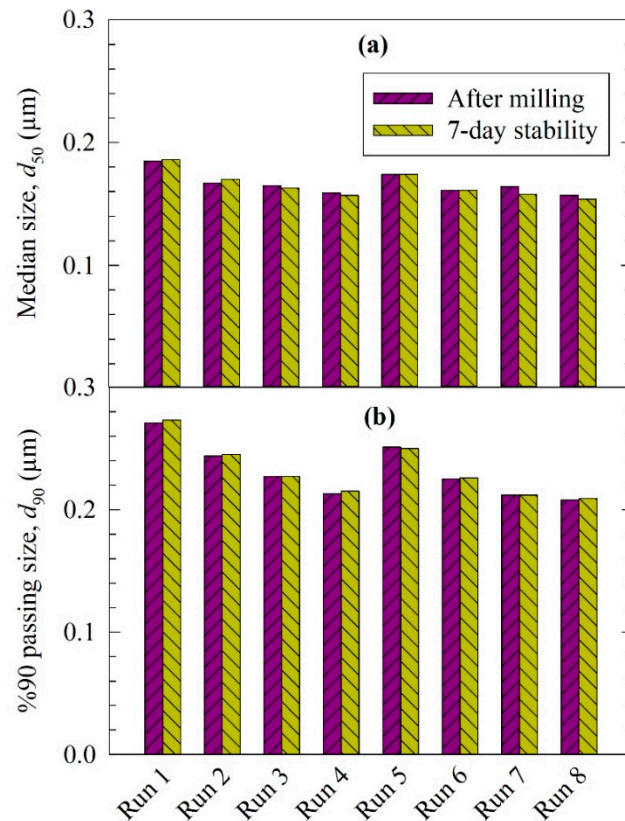 0.3
(a)
After milling
7-day stability
0.2
0.1
Median size, d50 (μm)
0.3
(b)
0.2
0.1
0.0
%90 passing size, d90 (μm)
Run 1
Run 2
Run 3
Run 4
Run 5
Run 6
Run 7
Run 8